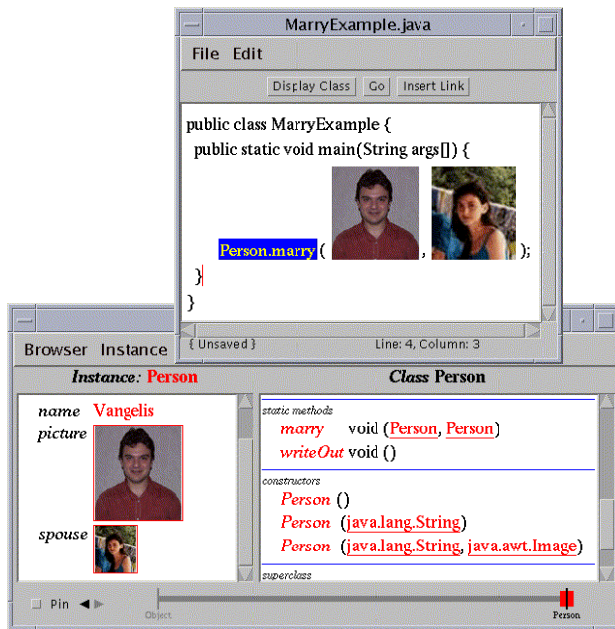 MarryExample.java
File Edit
Display Class Go Insert Link
public class MarryExample {
public static void main(String args[]) {
Person.marry ( , );
}
}
{ Unsaved } Line: 4, Column: 3
Browser Instance
Instance: Person Class Person
name Vangelis
picture
spouse
static methods
marry void (Person, Person)
writeOut void ()
constructors
Person ()
Person (java.lang.String)
Person (java.lang.String, java.awt.Image)
superclass
Pin
Object Person